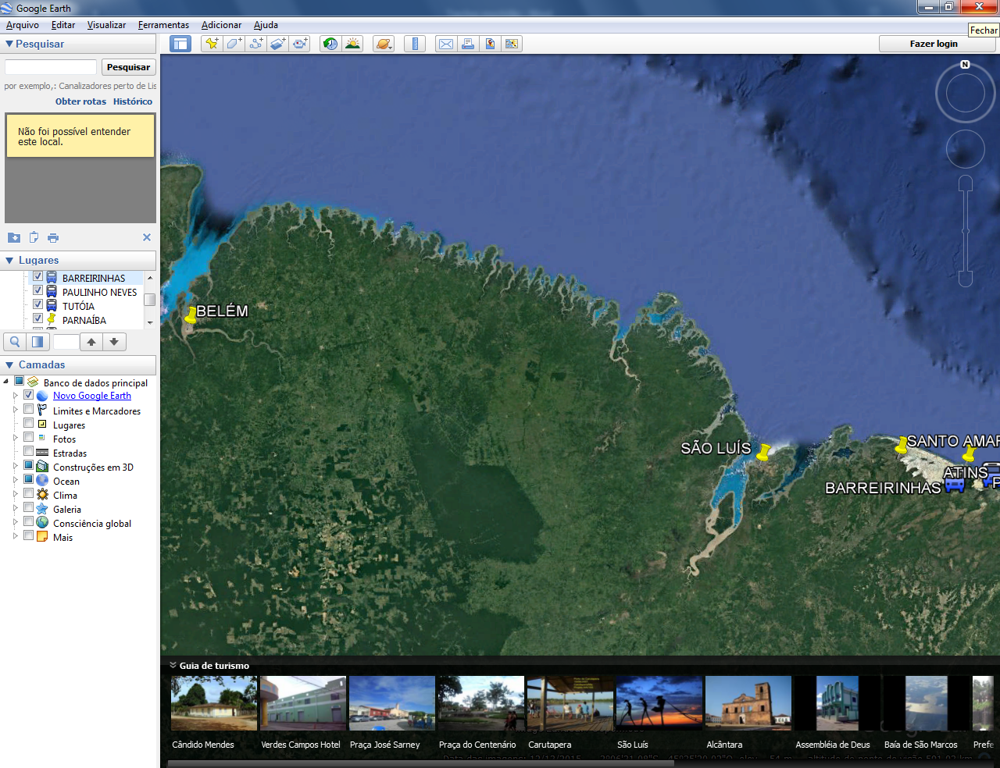 Google Earth
Arquivo Editar Visualizar Ferramentas Adicionar Ajuda
Fechar
Pesquisar
Fazer login
Pesquisar
por exemplo,: Canalizadores perto de Lis
Obter rotas Histórico
Não foi possível entender
este local.
Lugares
BARREIRINHAS
PAULINHO NEVES
TUTÓIA
PARNAÍBA
Camadas
Banco de dados principal
Novo Google Earth
Limites e Marcadores
Lugares
Fotos
Estradas
Construções em 3D
Ocean
Clima
Galeria
Consciência global
Mais
N
BELÉM
SÃO LUÍS
SANTO AMAR
ATINS
BARREIRINHAS
P
Guia de turismo
Cândido Mendes Verdes Campos Hotel Praça José Sarney Praça do Centenário Carutapera São Luís Alcântara Assembléia de Deus Baía de São Marcos Prefe